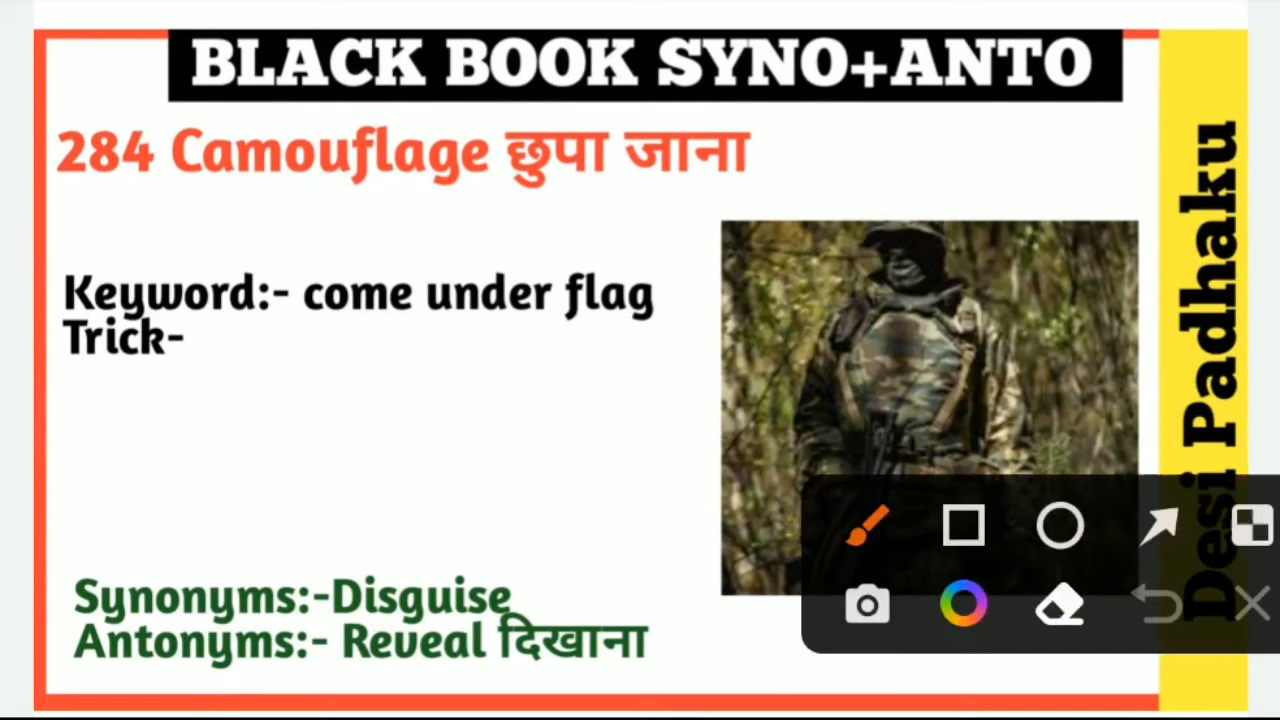 BLACK BOOK SYNO+ANTO
284 Camouflage छुपा जाना
Keyword:- come under flag
Trick-
Synonyms:-Disguise
Antonyms:- Reveal दिखाना
Desi Padhaku